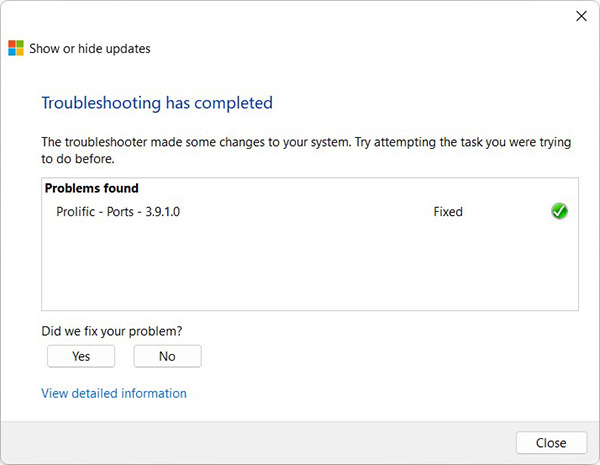 Show or hide updates
Troubleshooting has completed
The troubleshooter made some changes to your system. Try attempting the task you were trying
to do before.
Problems found
Prolific - Ports - 3.9.1.0 Fixed
Did we fix your problem?
Yes No
View detailed information
Close